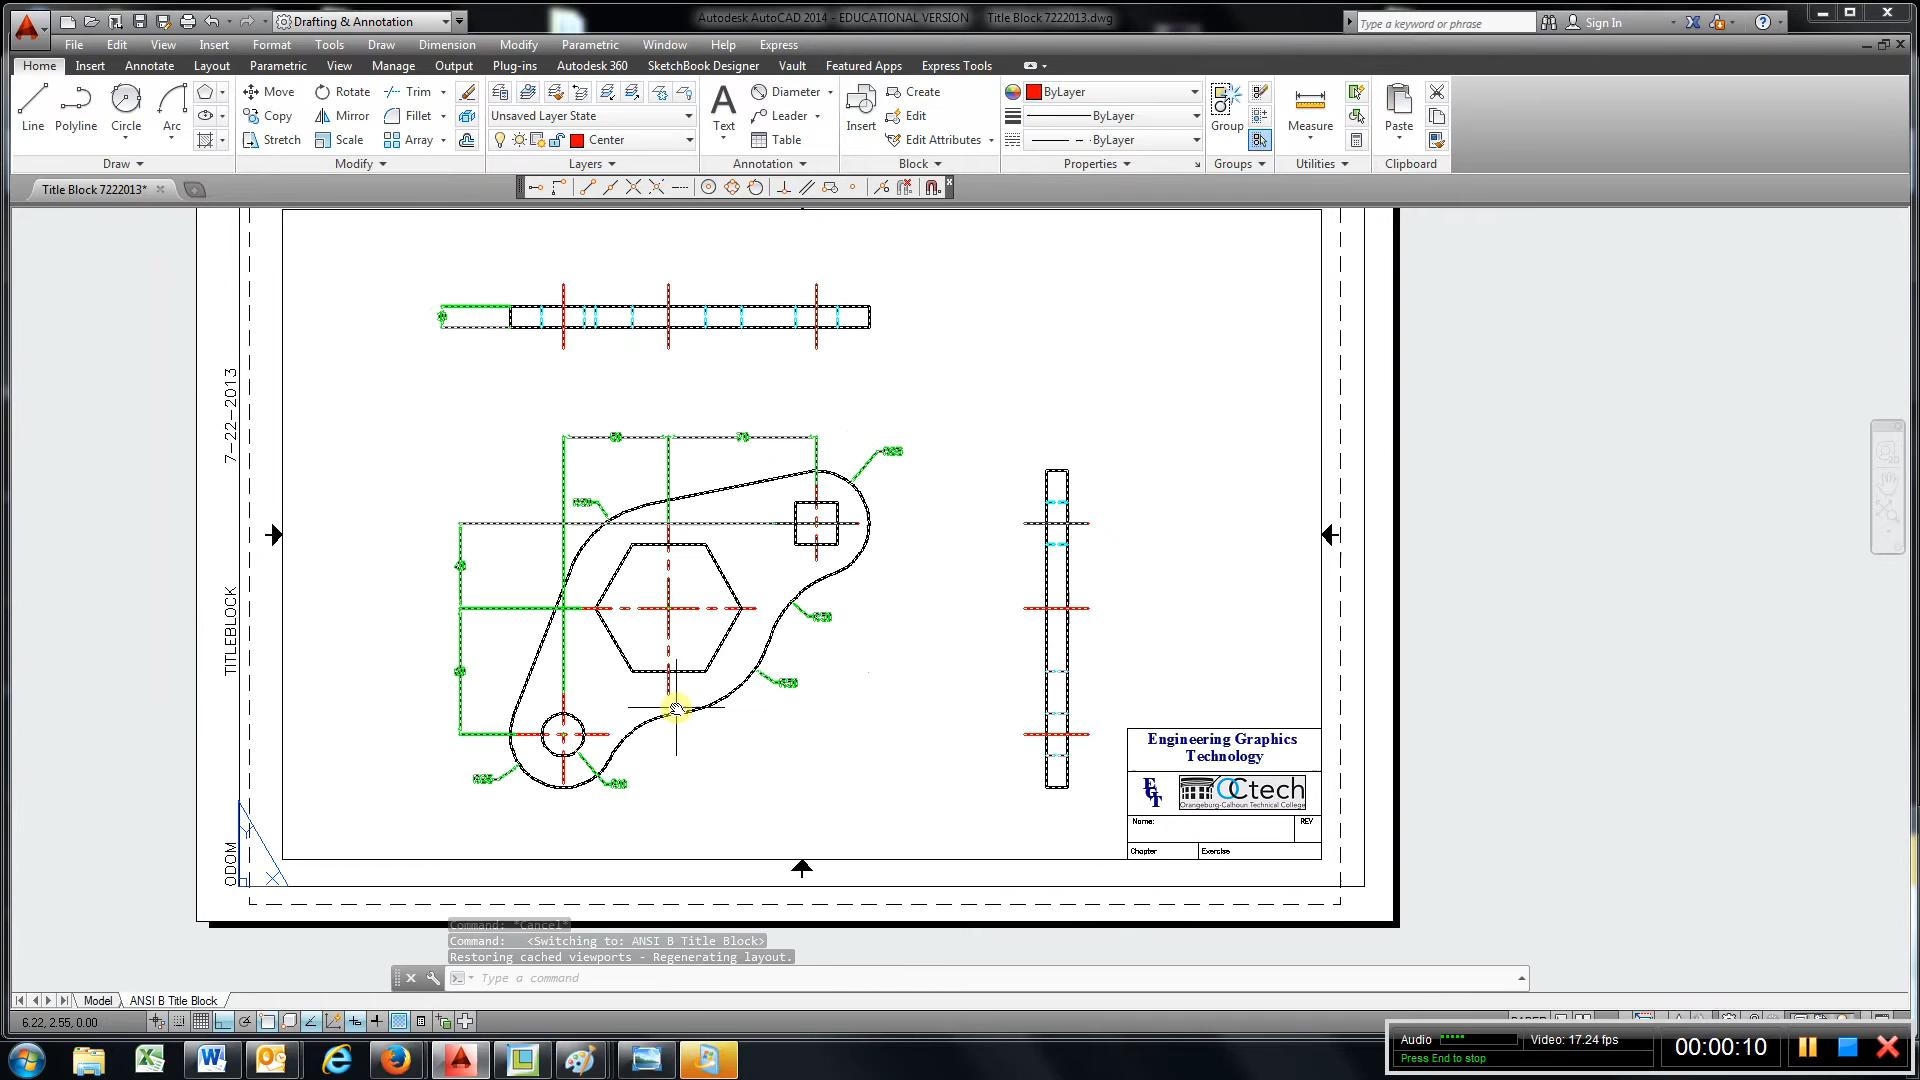 Drafting & Annotation
Autodesk AutoCAD 2014 - EDUCATIONAL VERSION Title Block 7222013.dwg
Type a keyword or phrase
Sign In
File Edit View Insert Format Tools Draw Dimension Modify Parametric Window Help Express
Home Insert Annotate Layout Parametric View Manage Output Plug-ins Autodesk 360 SketchBook Designer Vault Featured Apps Express Tools
Move Rotate Trim
Diameter Create ByLayer
Copy Mirror Fillet Unsaved Layer State Leader Edit ByLayer
Line Polyline Circle Arc Text Insert Group Measure Paste
Stretch Scale Array Center Table Edit Attributes ByLayer
Draw Modify Layers Annotation Block Properties Groups Utilities Clipboard
Title Block 7222013*
7-22-2013
TITLEBLOCK
ODOM
Engineering Graphics
Technology
EGT
OCtech
Orangeburg-Calhoun Technical College
Name: REV
Chapter Exercise
Y
X
Command: *Cancel*
Command: <Switching to: ANSI B Title Block>
Restoring cached viewports - Regenerating layout.
Type a command
Model ANSI B Title Block
6.22, 2.55, 0.00
Audio Video: 17.24 fps
Press End to stop
00:00:10